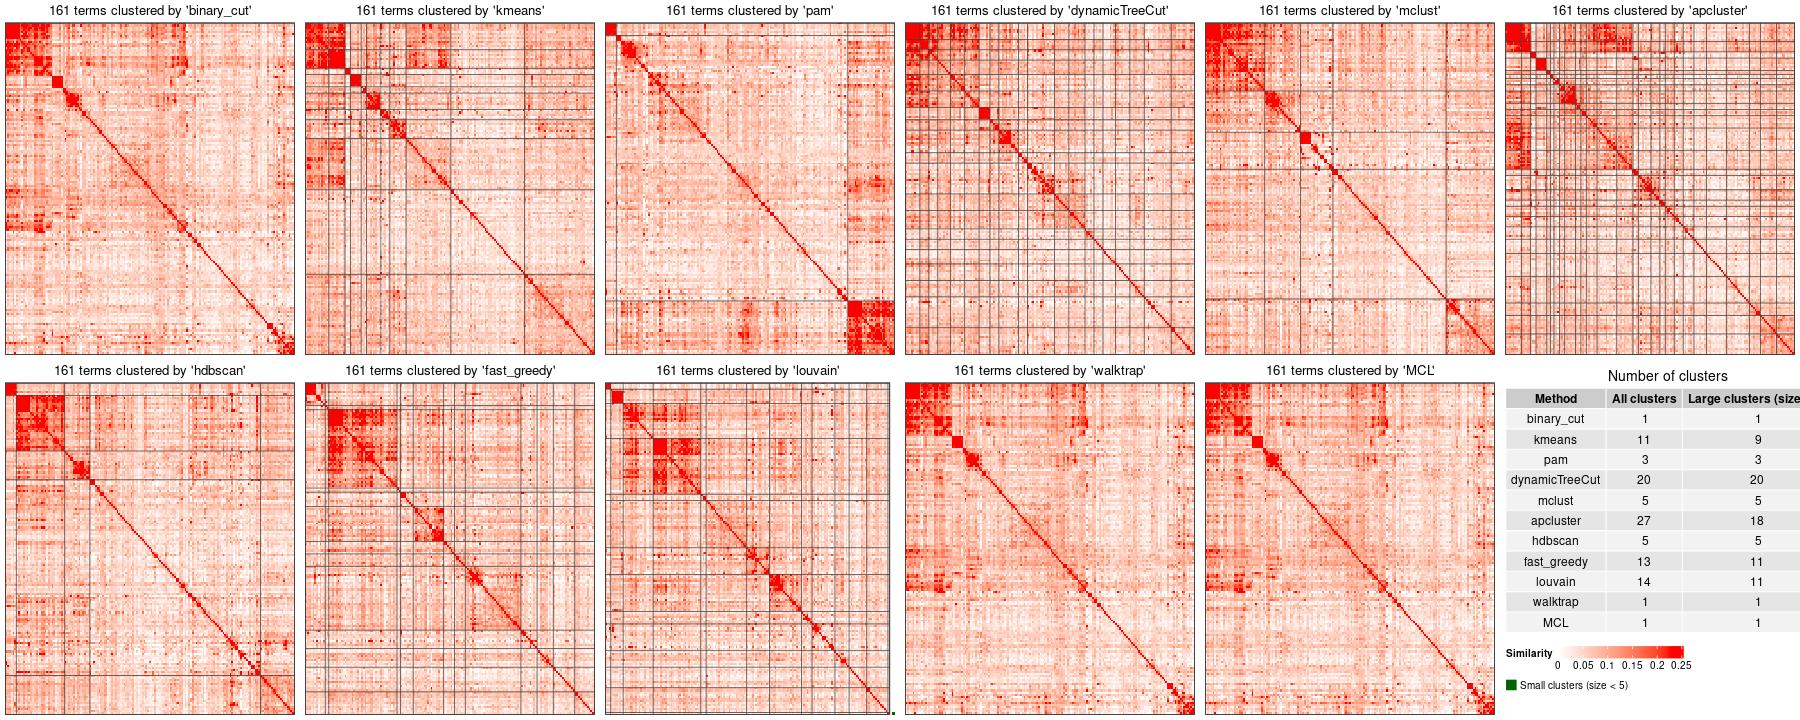 161 terms clustered by 'binary_cut'
161 terms clustered by 'kmeans'
161 terms clustered by 'pam'
161 terms clustered by 'dynamicTreeCut'
161 terms clustered by 'mclust'
161 terms clustered by 'apcluster'
161 terms clustered by 'hdbscan'
161 terms clustered by 'fast_greedy'
161 terms clustered by 'louvain'
161 terms clustered by 'walktrap'
161 terms clustered by 'MCL'
Number of clusters
Method All clusters Large clusters (size
binary_cut 1 1
kmeans 11 9
pam 3 3
dynamicTreeCut 20 20
mclust 5 5
apcluster 27 18
hdbscan 5 5
fast_greedy 13 11
louvain 14 11
walktrap 1 1
MCL 1 1
Similarity
0 0.05 0.1 0.15 0.2 0.25
Small clusters (size < 5)